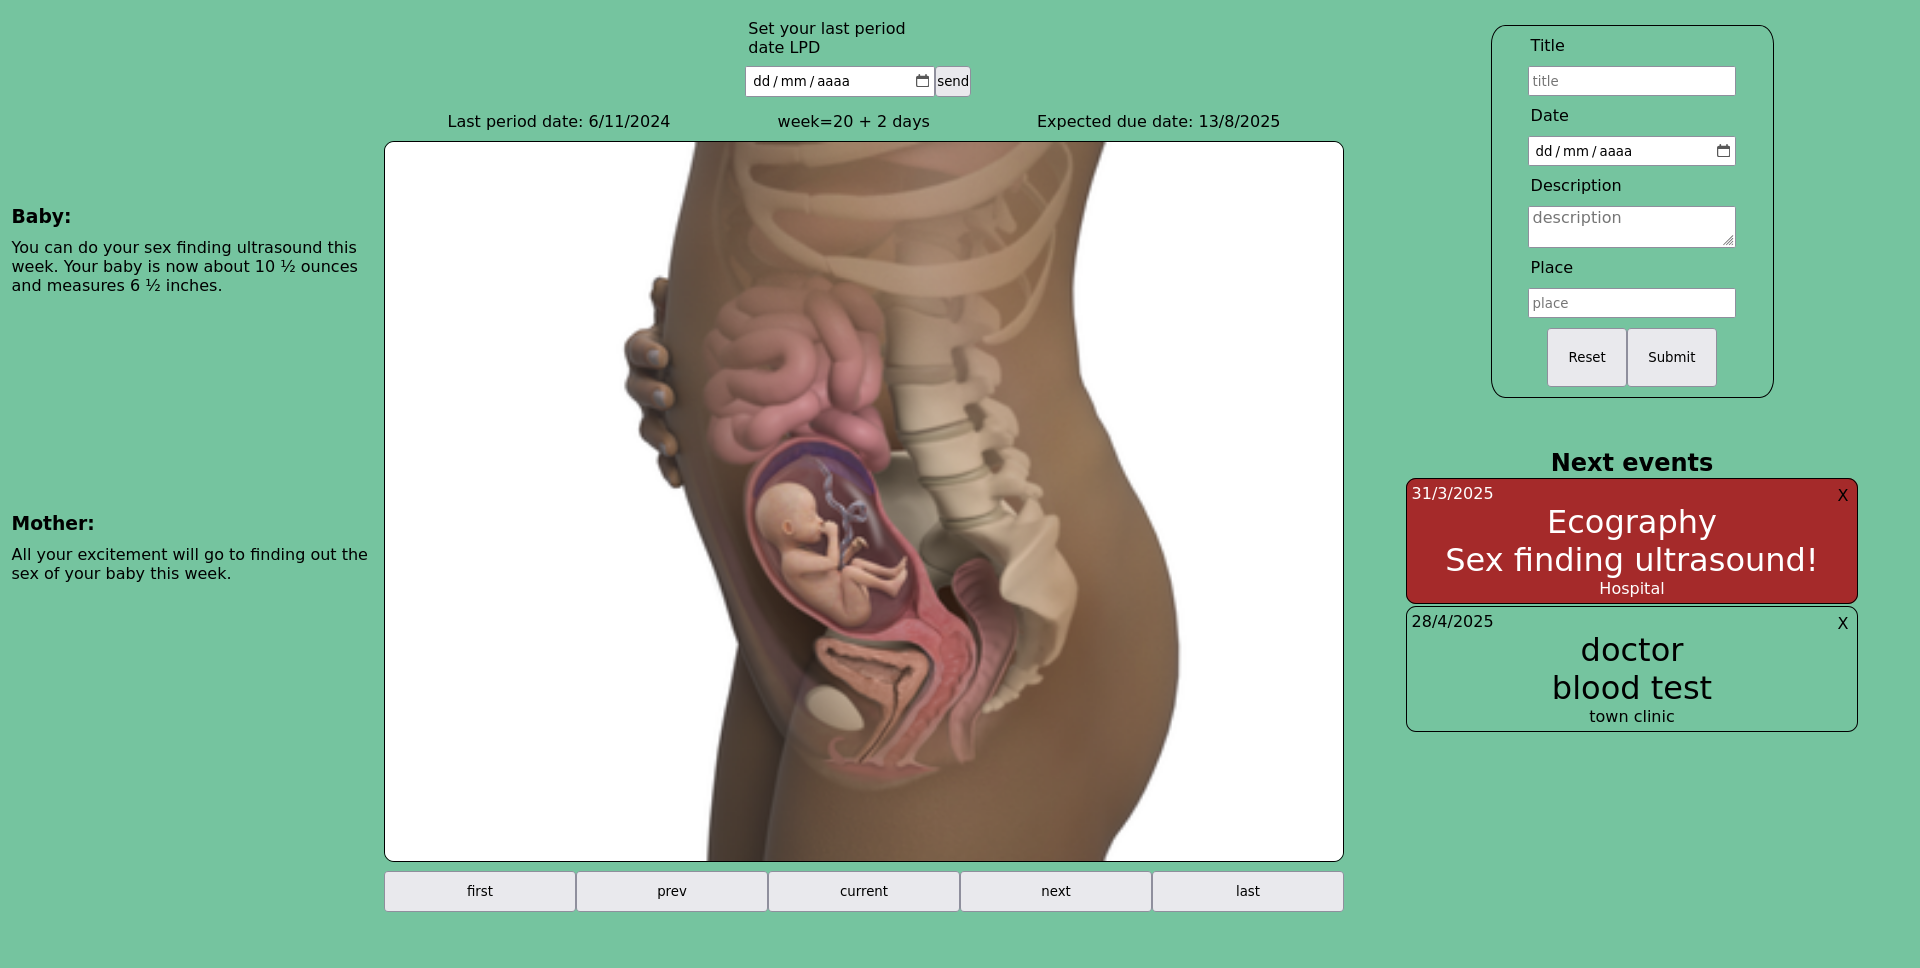 Set your last period
date LPD
dd / mm / aaaa
send
Last period date: 6/11/2024
week=20 + 2 days
Expected due date: 13/8/2025
Baby:
You can do your sex finding ultrasound this
week. Your baby is now about 10 ½ ounces
and measures 6 ½ inches.
Mother:
All your excitement will go to finding out the
sex of your baby this week.
first
prev
current
next
last
Title
title
Date
dd / mm / aaaa
Description
description
Place
place
Reset
Submit
Next events
31/3/2025
X
Ecography
Sex finding ultrasound!
Hospital
28/4/2025
X
doctor
blood test
town clinic